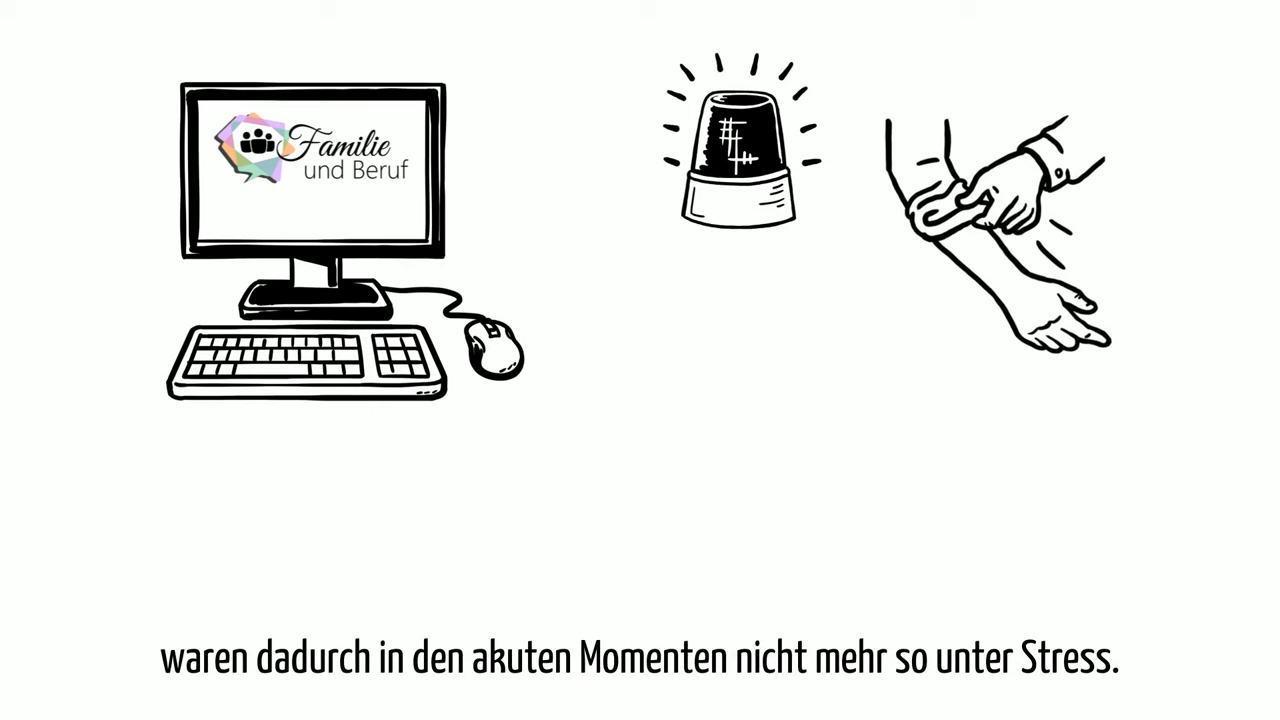 Familie
und Beruf
waren dadurch in den akuten Momenten nicht mehr so unter Stress.